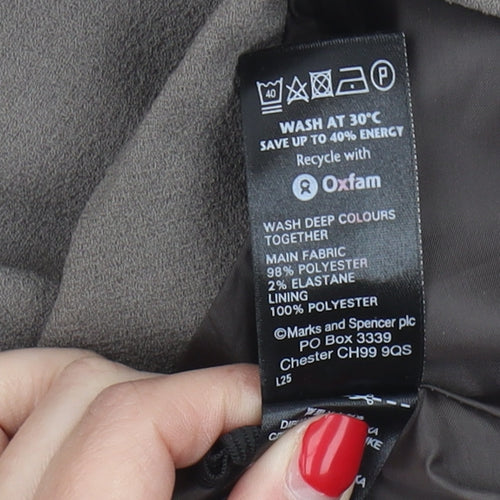 40
P
WASH AT 30°C
SAVE UP TO 40% ENERGY
Recycle with
Oxfam
WASH DEEP COLOURS
TOGETHER
MAIN FABRIC
98% POLYESTER
2% ELASTANE
LINING
100% POLYESTER
©Marks and Spencer plc
PO Box 3339
Chester CH99 9QS
L25